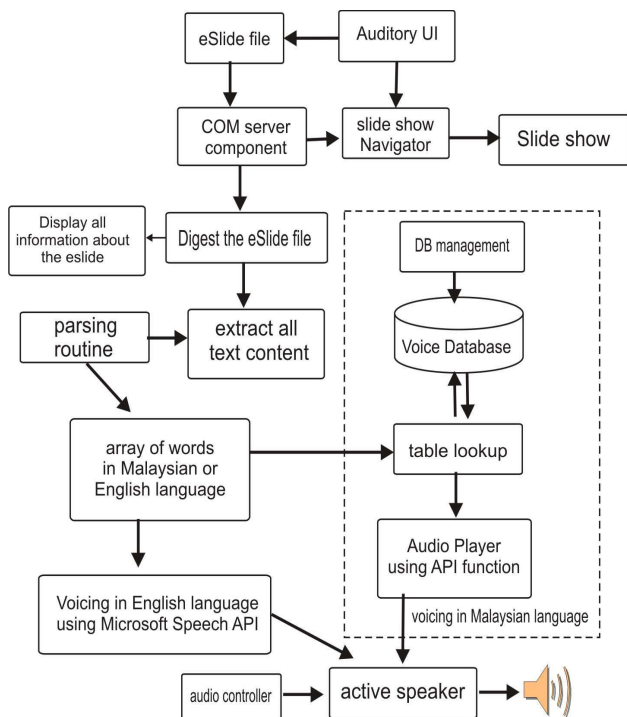 eSlide file
Auditory UI
COM server
component
slide show
Navigator
Slide show
Display all
information about
the eslide
Digest the eSlide file
DB management
parsing
routine
extract all
text content
Voice Database
array of words
in Malaysian or
English language
table lookup
Audio Player
using API function
Voicing in English language
using Microsoft Speech API
voicing in Malaysian language
audio controller
active speaker